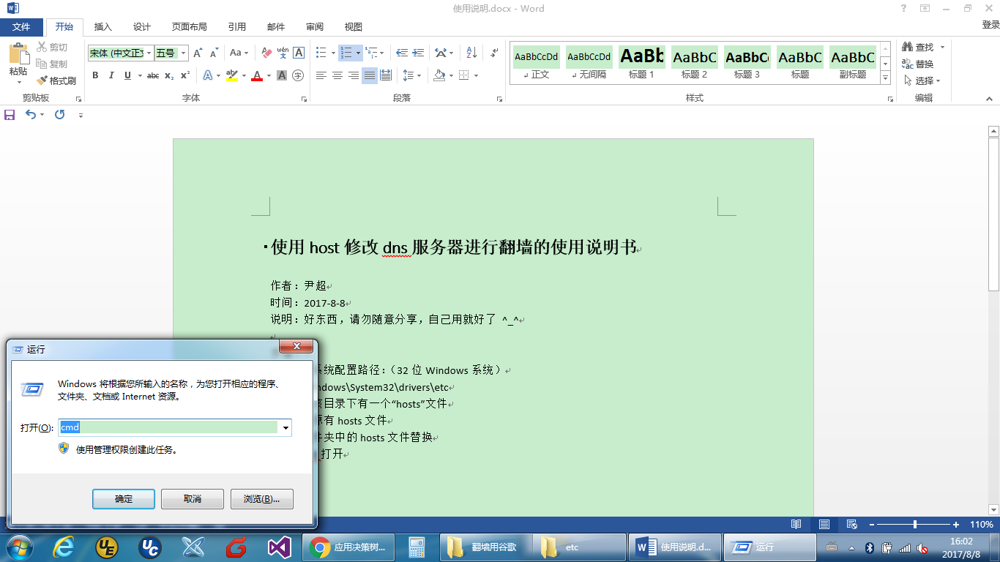 使用说明.docx - Word
文件 开始 插入 设计 页面布局 引用 邮件 审阅 视图 登录
粘贴 剪切 复制 格式刷
宋体 (中文正文 五号
Aa
wén
B I U abc x₂ x²
AaBbCcDd AaBbCcDd AaBb AaBbC AaBbC AaBbC AaBbC
正文 无间隔 标题 1 标题 2 标题 3 标题 副标题
查找
替换
选择
剪贴板 字体 段落 样式 编辑
使用 host 修改 dns 服务器进行翻墙的使用说明书
作者：尹超
时间：2017-8-8
说明：好东西，请勿随意分享，自己用就好了 ^_^
系统配置路径：（32 位 Windows 系统）
ndows\System32\drivers\etc
该目录下有一个“hosts”文件
原有 hosts 文件
件夹中的 hosts 文件替换
打开
运行
Windows 将根据您所输入的名称，为您打开相应的程序、
文件夹、文档或 Internet 资源。
打开(O): cmd
使用管理权限创建此任务。
确定 取消 浏览(B)...
110%
应用决策树... 翻墙用谷歌 etc 使用说明.d... 运行
16:02
2017/8/8